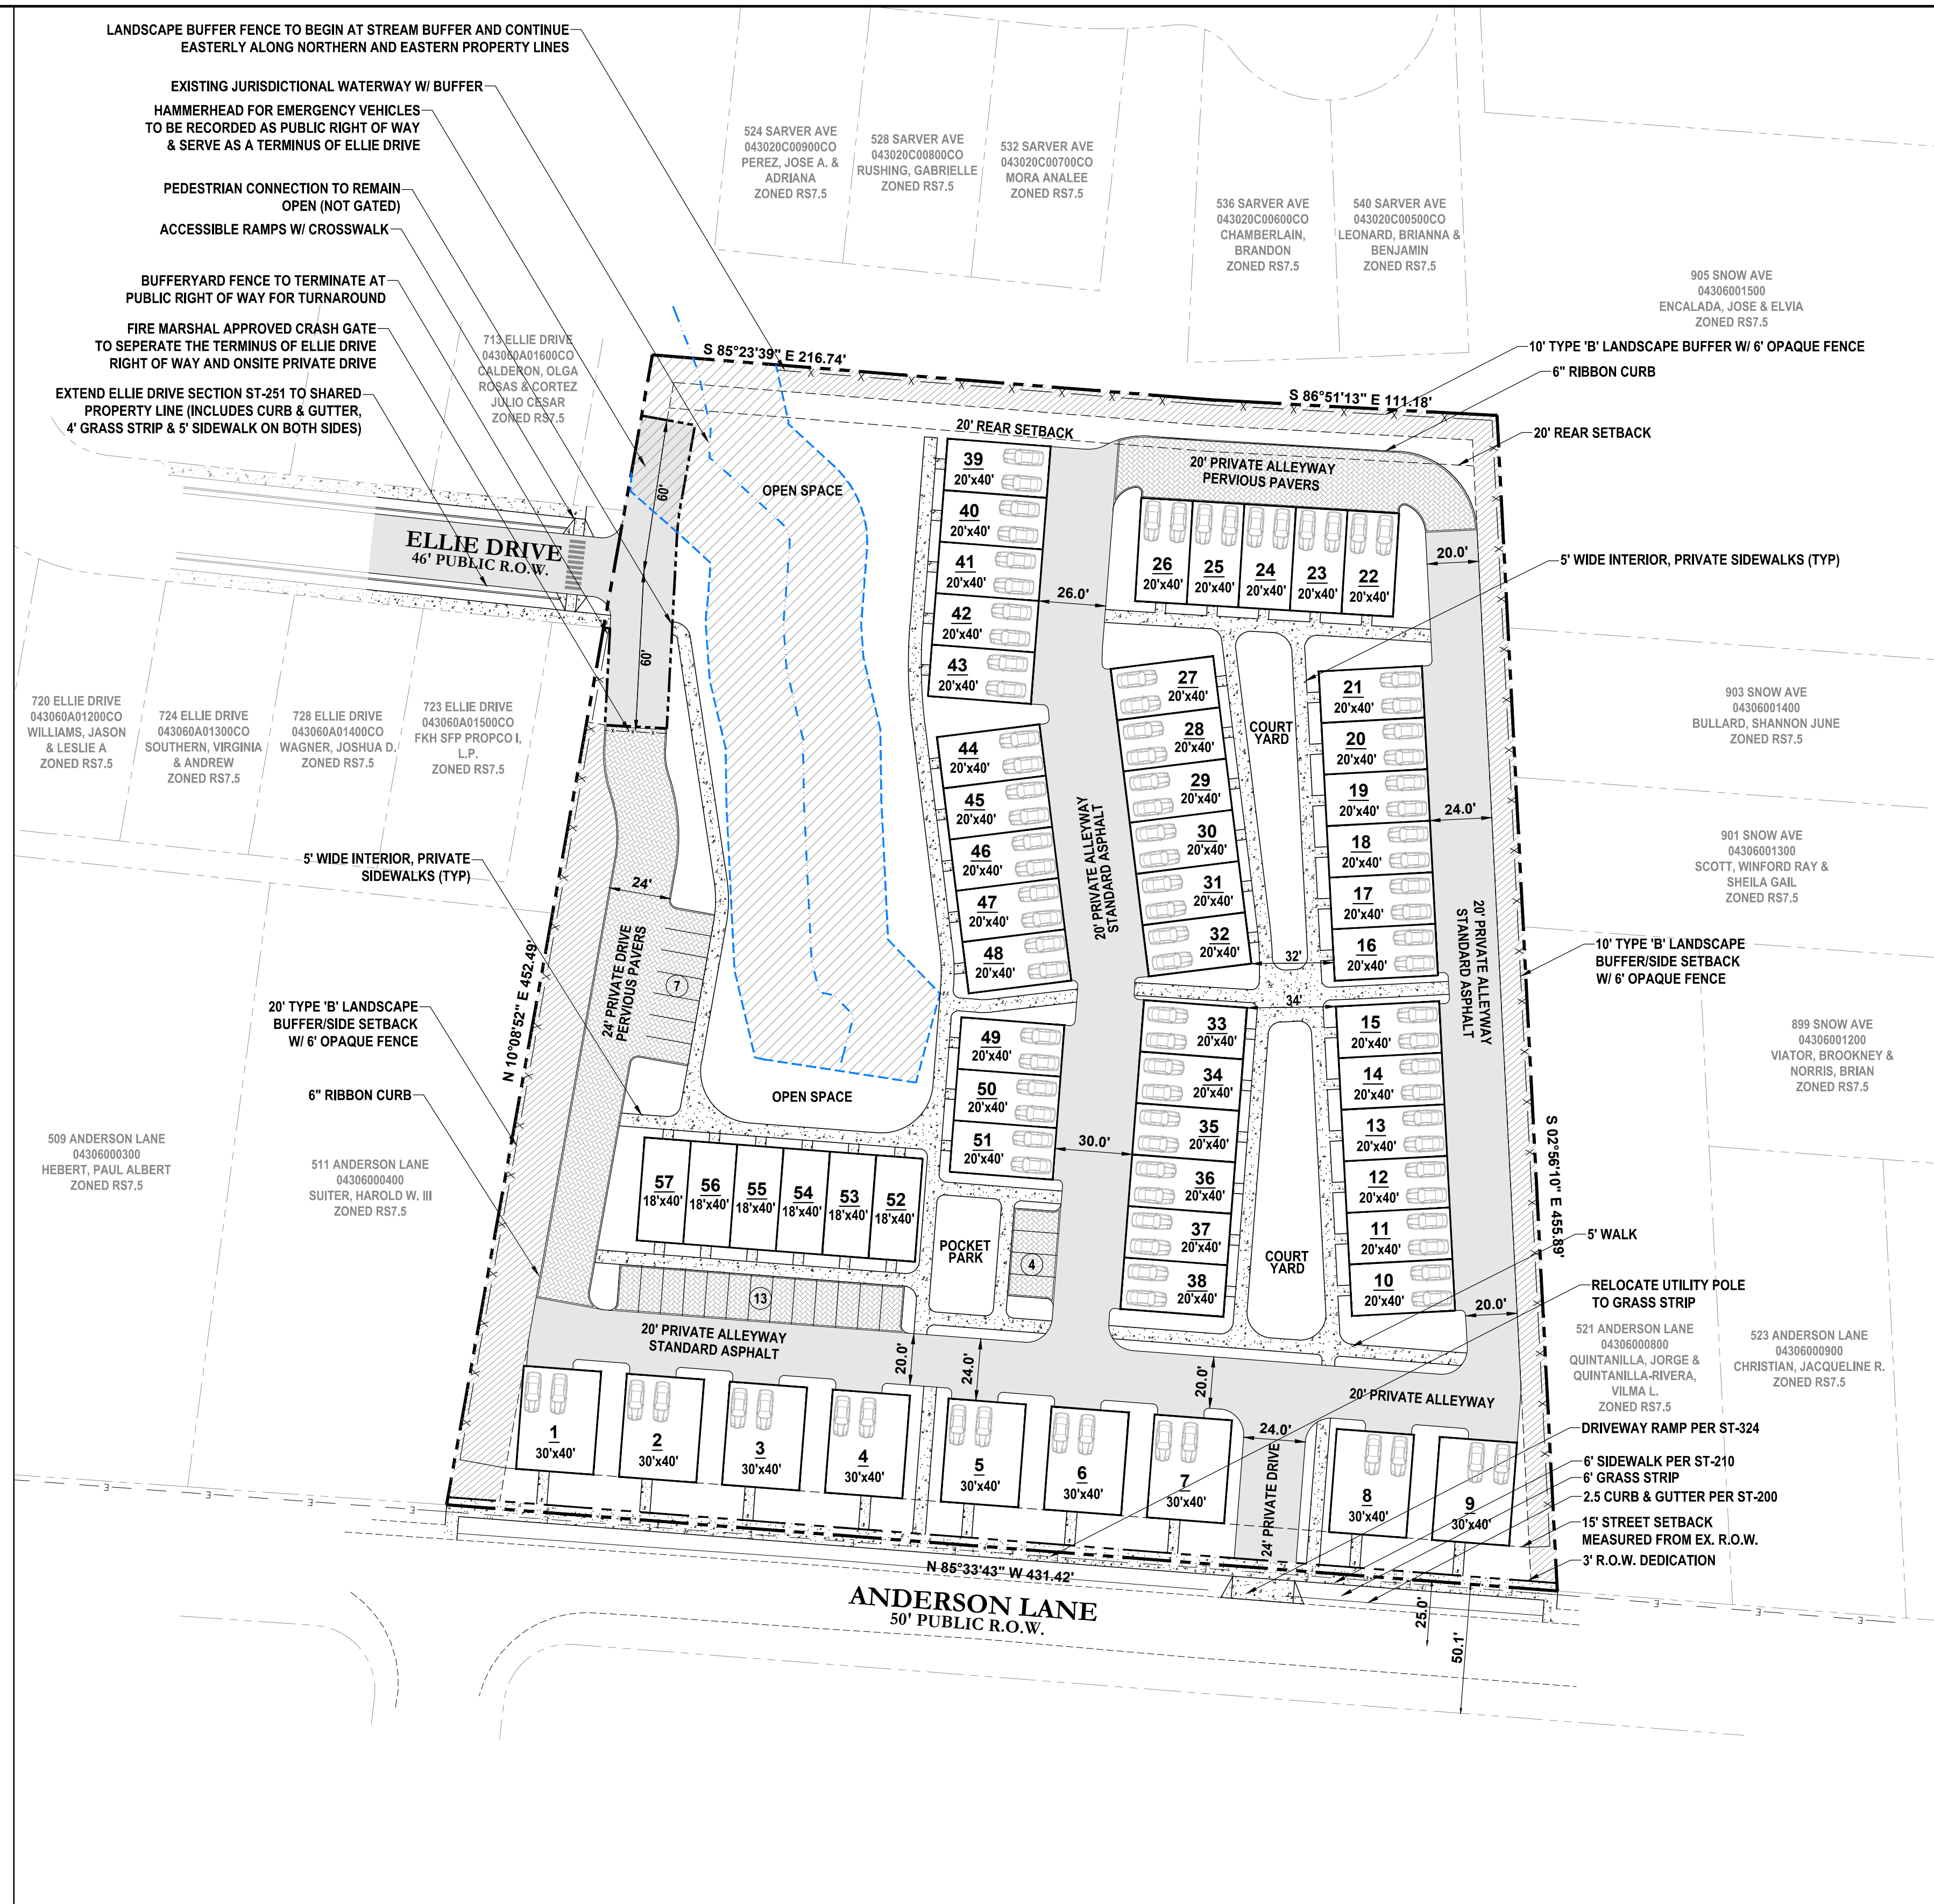 LANDSCAPE BUFFER FENCE TO BEGIN AT STREAM BUFFER AND CONTINUE
EASTERLY ALONG NORTHERN AND EASTERN PROPERTY LINES
EXISTING JURISDICTIONAL WATERWAY W/ BUFFER
HAMMERHEAD FOR EMERGENCY VEHICLES
TO BE RECORDED AS PUBLIC RIGHT OF WAY
& SERVE AS A TERMINUS OF ELLIE DRIVE
PEDESTRIAN CONNECTION TO REMAIN
OPEN (NOT GATED)
ACCESSIBLE RAMPS W/ CROSSWALK
BUFFERYARD FENCE TO TERMINATE AT
PUBLIC RIGHT OF WAY FOR TURNAROUND
FIRE MARSHAL APPROVED CRASH GATE
TO SEPERATE THE TERMINUS OF ELLIE DRIVE
RIGHT OF WAY AND ONSITE PRIVATE DRIVE
EXTEND ELLIE DRIVE SECTION ST-251 TO SHARED
PROPERTY LINE (INCLUDES CURB & GUTTER,
4' GRASS STRIP & 5' SIDEWALK ON BOTH SIDES)
524 SARVER AVE
043020C00900CO
PEREZ, JOSE A. &
ADRIANA
ZONED RS7.5
528 SARVER AVE
043020C00800CO
RUSHING, GABRIELLE
ZONED RS7.5
532 SARVER AVE
043020C00700CO
MORA ANALEE
ZONED RS7.5
536 SARVER AVE
043020C00600CO
CHAMBERLAIN,
BRANDON
ZONED RS7.5
540 SARVER AVE
043020C00500CO
LEONARD, BRIANNA &
BENJAMIN
ZONED RS7.5
905 SNOW AVE
04306001500
ENCALADA, JOSE & ELVIA
ZONED RS7.5
713 ELLIE DRIVE
043060A01600CO
CALDERON, OLGA
ROSAS & CORTEZ
JULIO CESAR
ZONED RS7.5
S 85°23'39" E 216.74'
S 86°51'13" E 111.18'
10' TYPE 'B' LANDSCAPE BUFFER W/ 6' OPAQUE FENCE
6" RIBBON CURB
20' REAR SETBACK
20' REAR SETBACK
20' PRIVATE ALLEYWAY
PERVIOUS PAVERS
OPEN SPACE
60'
60'
ELLIE DRIVE
46' PUBLIC R.O.W.
39
20'x40'
40
20'x40'
41
20'x40'
42
20'x40'
43
20'x40'
26.0'
26
20'x40'
25
20'x40'
24
20'x40'
23
20'x40'
22
20'x40'
20.0'
5' WIDE INTERIOR, PRIVATE SIDEWALKS (TYP)
720 ELLIE DRIVE
043060A01200CO
WILLIAMS, JASON
& LESLIE A
ZONED RS7.5
724 ELLIE DRIVE
043060A01300CO
SOUTHERN, VIRGINIA
& ANDREW
ZONED RS7.5
728 ELLIE DRIVE
043060A01400CO
WAGNER, JOSHUA D.
ZONED RS7.5
723 ELLIE DRIVE
043060A01500CO
FKH SFP PROPCO I,
L.P.
ZONED RS7.5
44
20'x40'
45
20'x40'
46
20'x40'
47
20'x40'
48
20'x40'
20' PRIVATE ALLEYWAY
STANDARD ASPHALT
27
20'x40'
28
20'x40'
29
20'x40'
30
20'x40'
31
20'x40'
32
20'x40'
COURT
YARD
21
20'x40'
20
20'x40'
19
20'x40'
18
20'x40'
17
20'x40'
16
20'x40'
24.0'
32'
34'
20' PRIVATE ALLEYWAY
STANDARD ASPHALT
903 SNOW AVE
04306001400
BULLARD, SHANNON JUNE
ZONED RS7.5
901 SNOW AVE
04306001300
SCOTT, WINFORD RAY &
SHEILA GAIL
ZONED RS7.5
10' TYPE 'B' LANDSCAPE
BUFFER/SIDE SETBACK
W/ 6' OPAQUE FENCE
899 SNOW AVE
04306001200
VIATOR, BROOKNEY &
NORRIS, BRIAN
ZONED RS7.5
5' WIDE INTERIOR, PRIVATE
SIDEWALKS (TYP)
24'
24' PRIVATE DRIVE
PERVIOUS PAVERS
7
20' TYPE 'B' LANDSCAPE
BUFFER/SIDE SETBACK
W/ 6' OPAQUE FENCE
N 10°08'52" E 452.49'
6" RIBBON CURB
OPEN SPACE
509 ANDERSON LANE
04306000300
HEBERT, PAUL ALBERT
ZONED RS7.5
511 ANDERSON LANE
04306000400
SUITER, HAROLD W. III
ZONED RS7.5
49
20'x40'
50
20'x40'
51
20'x40'
30.0'
33
20'x40'
34
20'x40'
35
20'x40'
36
20'x40'
37
20'x40'
38
20'x40'
COURT
YARD
15
20'x40'
14
20'x40'
13
20'x40'
12
20'x40'
11
20'x40'
10
20'x40'
20.0'
S 02°56'10" E 455.89'
57
18'x40'
56
18'x40'
55
18'x40'
54
18'x40'
53
18'x40'
52
18'x40'
POCKET
PARK
4
13
5' WALK
RELOCATE UTILITY POLE
TO GRASS STRIP
521 ANDERSON LANE
04306000800
QUINTANILLA, JORGE &
QUINTANILLA-RIVERA,
VILMA L.
ZONED RS7.5
523 ANDERSON LANE
04306000900
CHRISTIAN, JACQUELINE R.
ZONED RS7.5
20' PRIVATE ALLEYWAY
STANDARD ASPHALT
20.0'
24.0'
20.0'
20' PRIVATE ALLEYWAY
1
30'x40'
2
30'x40'
3
30'x40'
4
30'x40'
5
30'x40'
6
30'x40'
7
30'x40'
24.0'
24' PRIVATE DRIVE
8
30'x40'
9
30'x40'
DRIVEWAY RAMP PER ST-324
6' SIDEWALK PER ST-210
6' GRASS STRIP
2.5 CURB & GUTTER PER ST-200
15' STREET SETBACK
MEASURED FROM EX. R.O.W.
3' R.O.W. DEDICATION
N 85°33'43" W 431.42'
ANDERSON LANE
50' PUBLIC R.O.W.
25.0'
50.1'
E
E
E
E
E
E
E